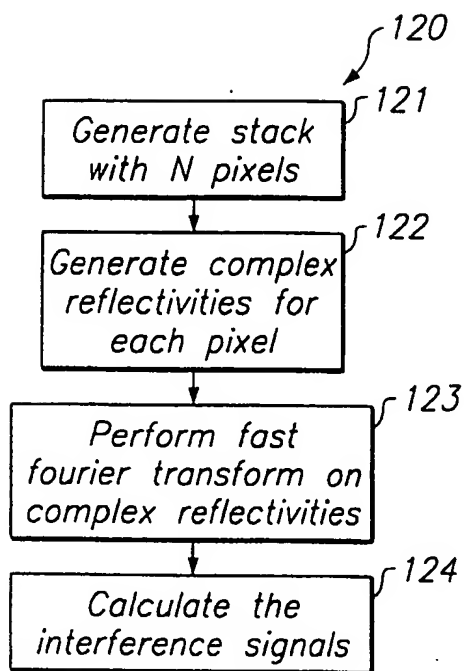 120
121
Generate stack
with N pixels
122
Generate complex
reflectivities for
each pixel
123
Perform fast
fourier transform on
complex reflectivities
124
Calculate the
interference signals